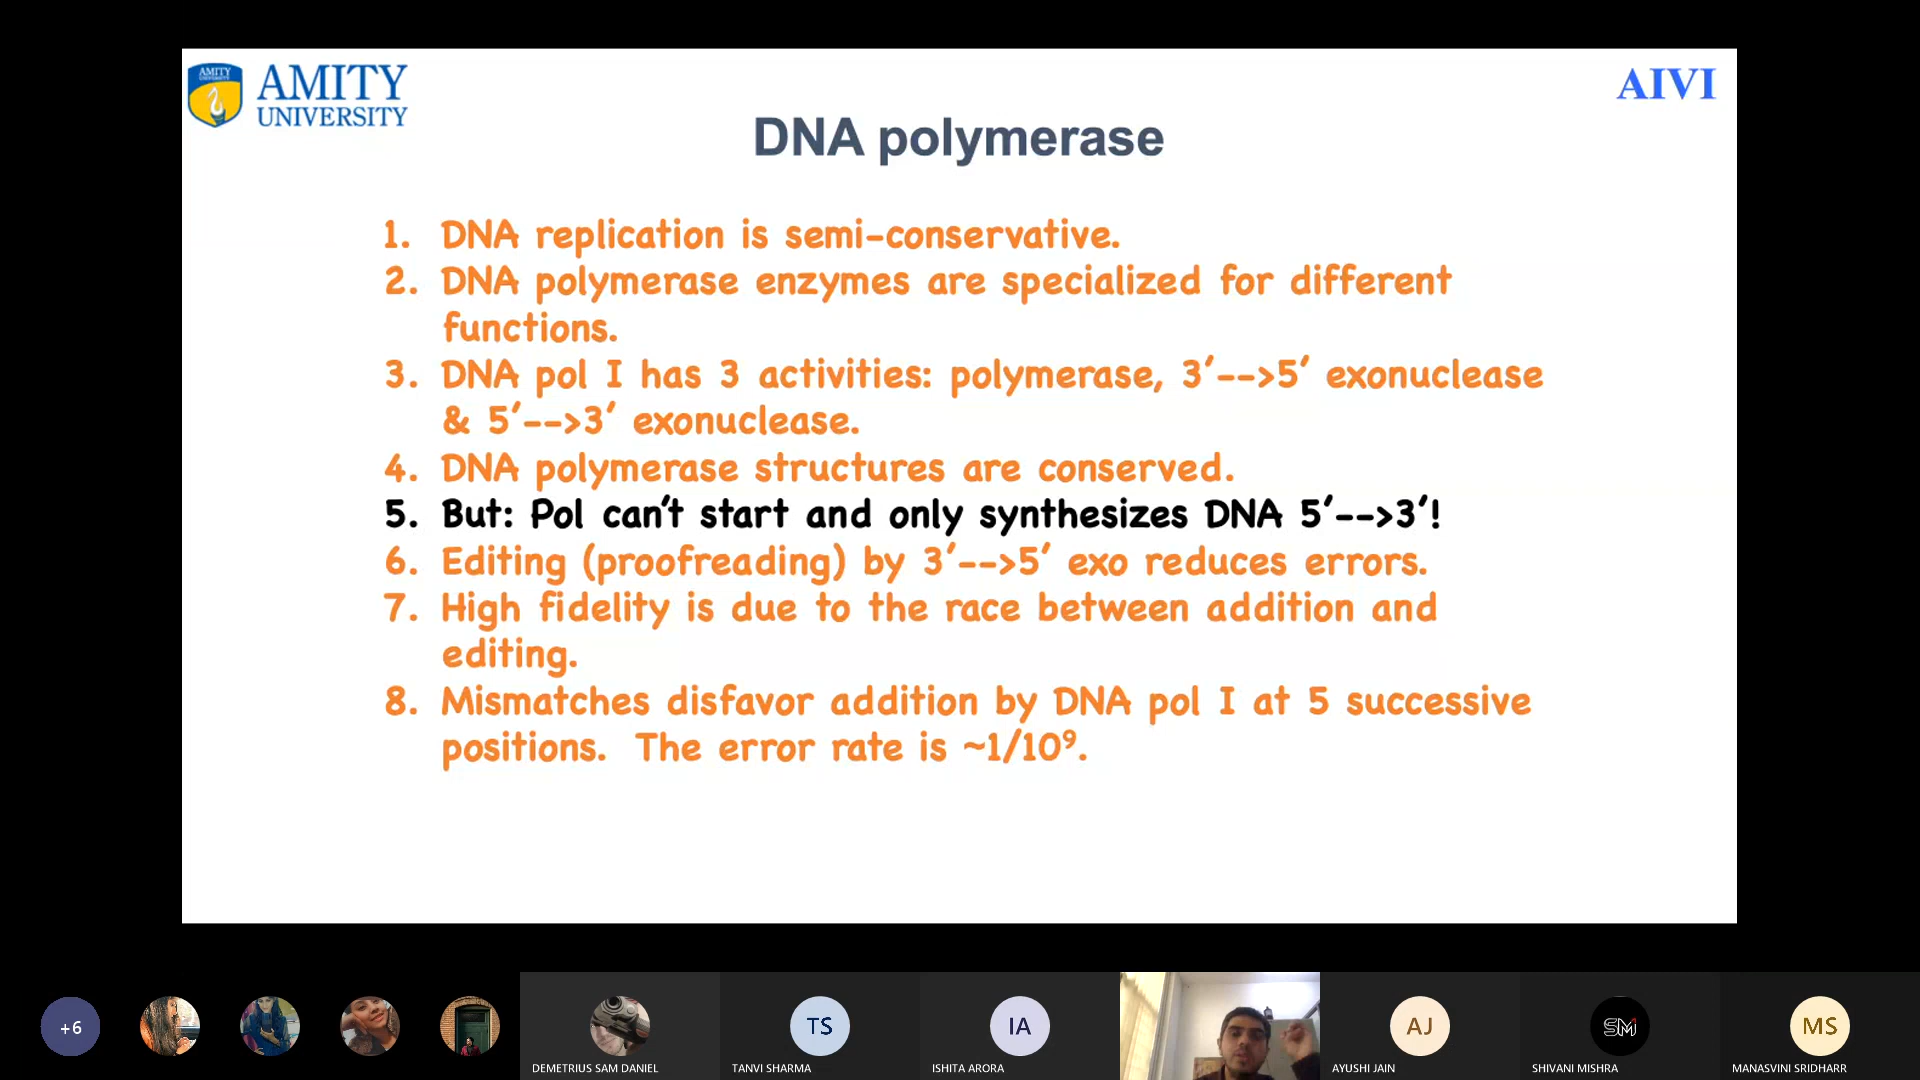 AMITY
AMITY
UNIVERSITY
AIVI
DNA polymerase
1. DNA replication is semi-conservative.
2. DNA polymerase enzymes are specialized for different
functions.
3. DNA pol I has 3 activities: polymerase, 3′-->5′ exonuclease
& 5′-->3′ exonuclease.
4. DNA polymerase structures are conserved.
5. But: Pol can't start and only synthesizes DNA 5′-->3′!
6. Editing (proofreading) by 3′-->5′ exo reduces errors.
7. High fidelity is due to the race between addition and
editing.
8. Mismatches disfavor addition by DNA pol I at 5 successive
positions. The error rate is ~1/10⁹.
+6
TS
IA
AJ
SM
MS
DEMETRIUS SAM DANIEL
TANVI SHARMA
ISHITA ARORA
AYUSHI JAIN
SHIVANI MISHRA
MANASVINI SRIDHARR